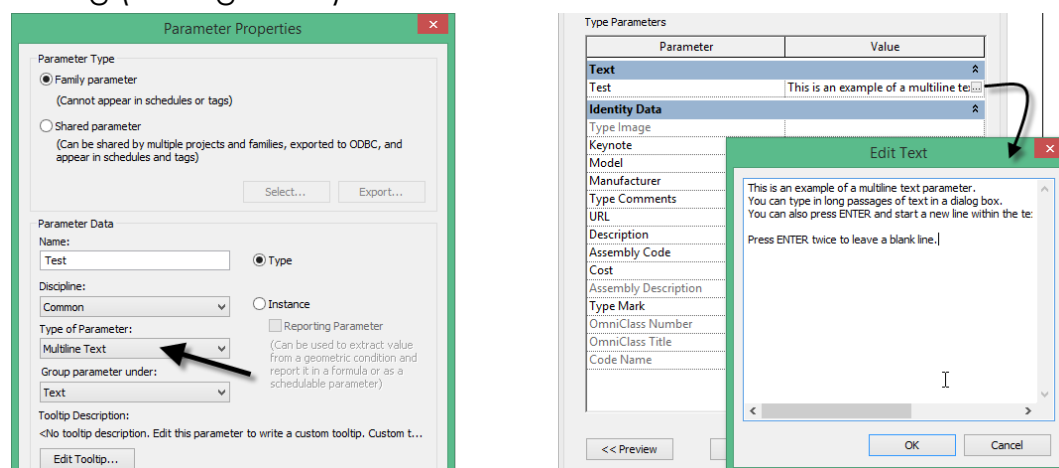 Parameter Properties
×
Parameter Type
Family parameter
(Cannot appear in schedules or tags)
Shared parameter
(Can be shared by multiple projects and families, exported to ODBC, and
appear in schedules and tags)
Select...
Export...
Parameter Data
Name:
Test
Type
Discipline:
Common
Instance
Type of Parameter:
Reporting Parameter
Multiline Text
(Can be used to extract value
from a geometric condition and
report it in a formula or as a
schedulable parameter)
Group parameter under:
Text
Tooltip Description:
<No tooltip description. Edit this parameter to write a custom tooltip. Custom t...
Edit Tooltip...
Type Parameters
Parameter
Value
Text
Test
This is an example of a multiline te
...
Identity Data
Type Image
Keynote
Model
Manufacturer
Type Comments
URL
Description
Assembly Code
Cost
Assembly Description
Type Mark
OmniClass Number
OmniClass Title
Code Name
<< Preview
Edit Text
×
This is an example of a multiline text parameter.
You can type in long passages of text in a dialog box.
You can also press ENTER and start a new line within the te
Press ENTER twice to leave a blank line.
OK
Cancel